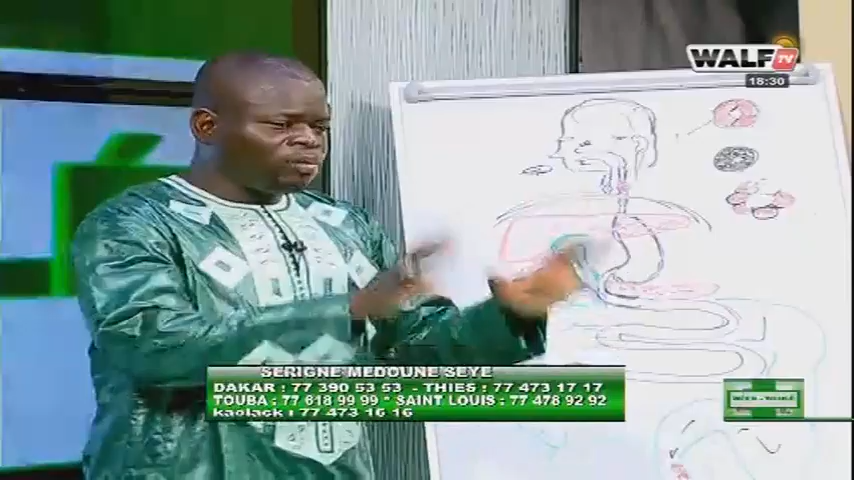 WALF TV
18:30
SERIGNE MEDOUNE SEYE
DAKAR : 77 390 53 53 - THIES : 77 473 17 17
TOUBA : 77 618 99 99 * SAINT LOUIS : 77 478 92 92
kaolack : 77 473 16 16